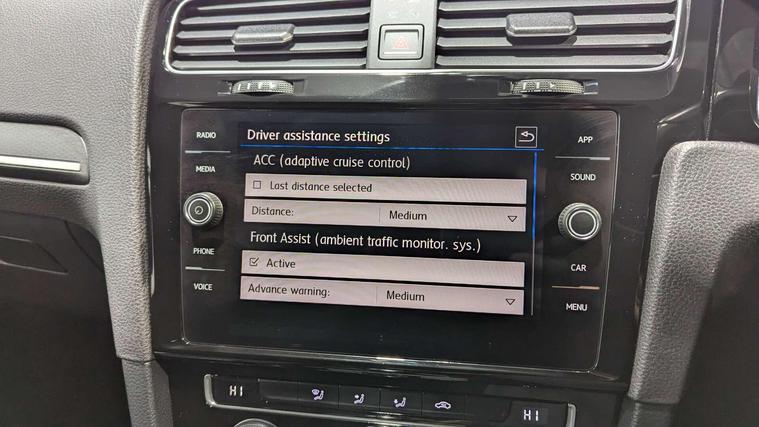 RADIO
MEDIA
PHONE
VOICE
Driver assistance settings
ACC (adaptive cruise control)
Last distance selected
Distance: Medium
Front Assist (ambient traffic monitor. sys.)
Active
Advance warning: Medium
APP
SOUND
CAR
MENU
HI
HI